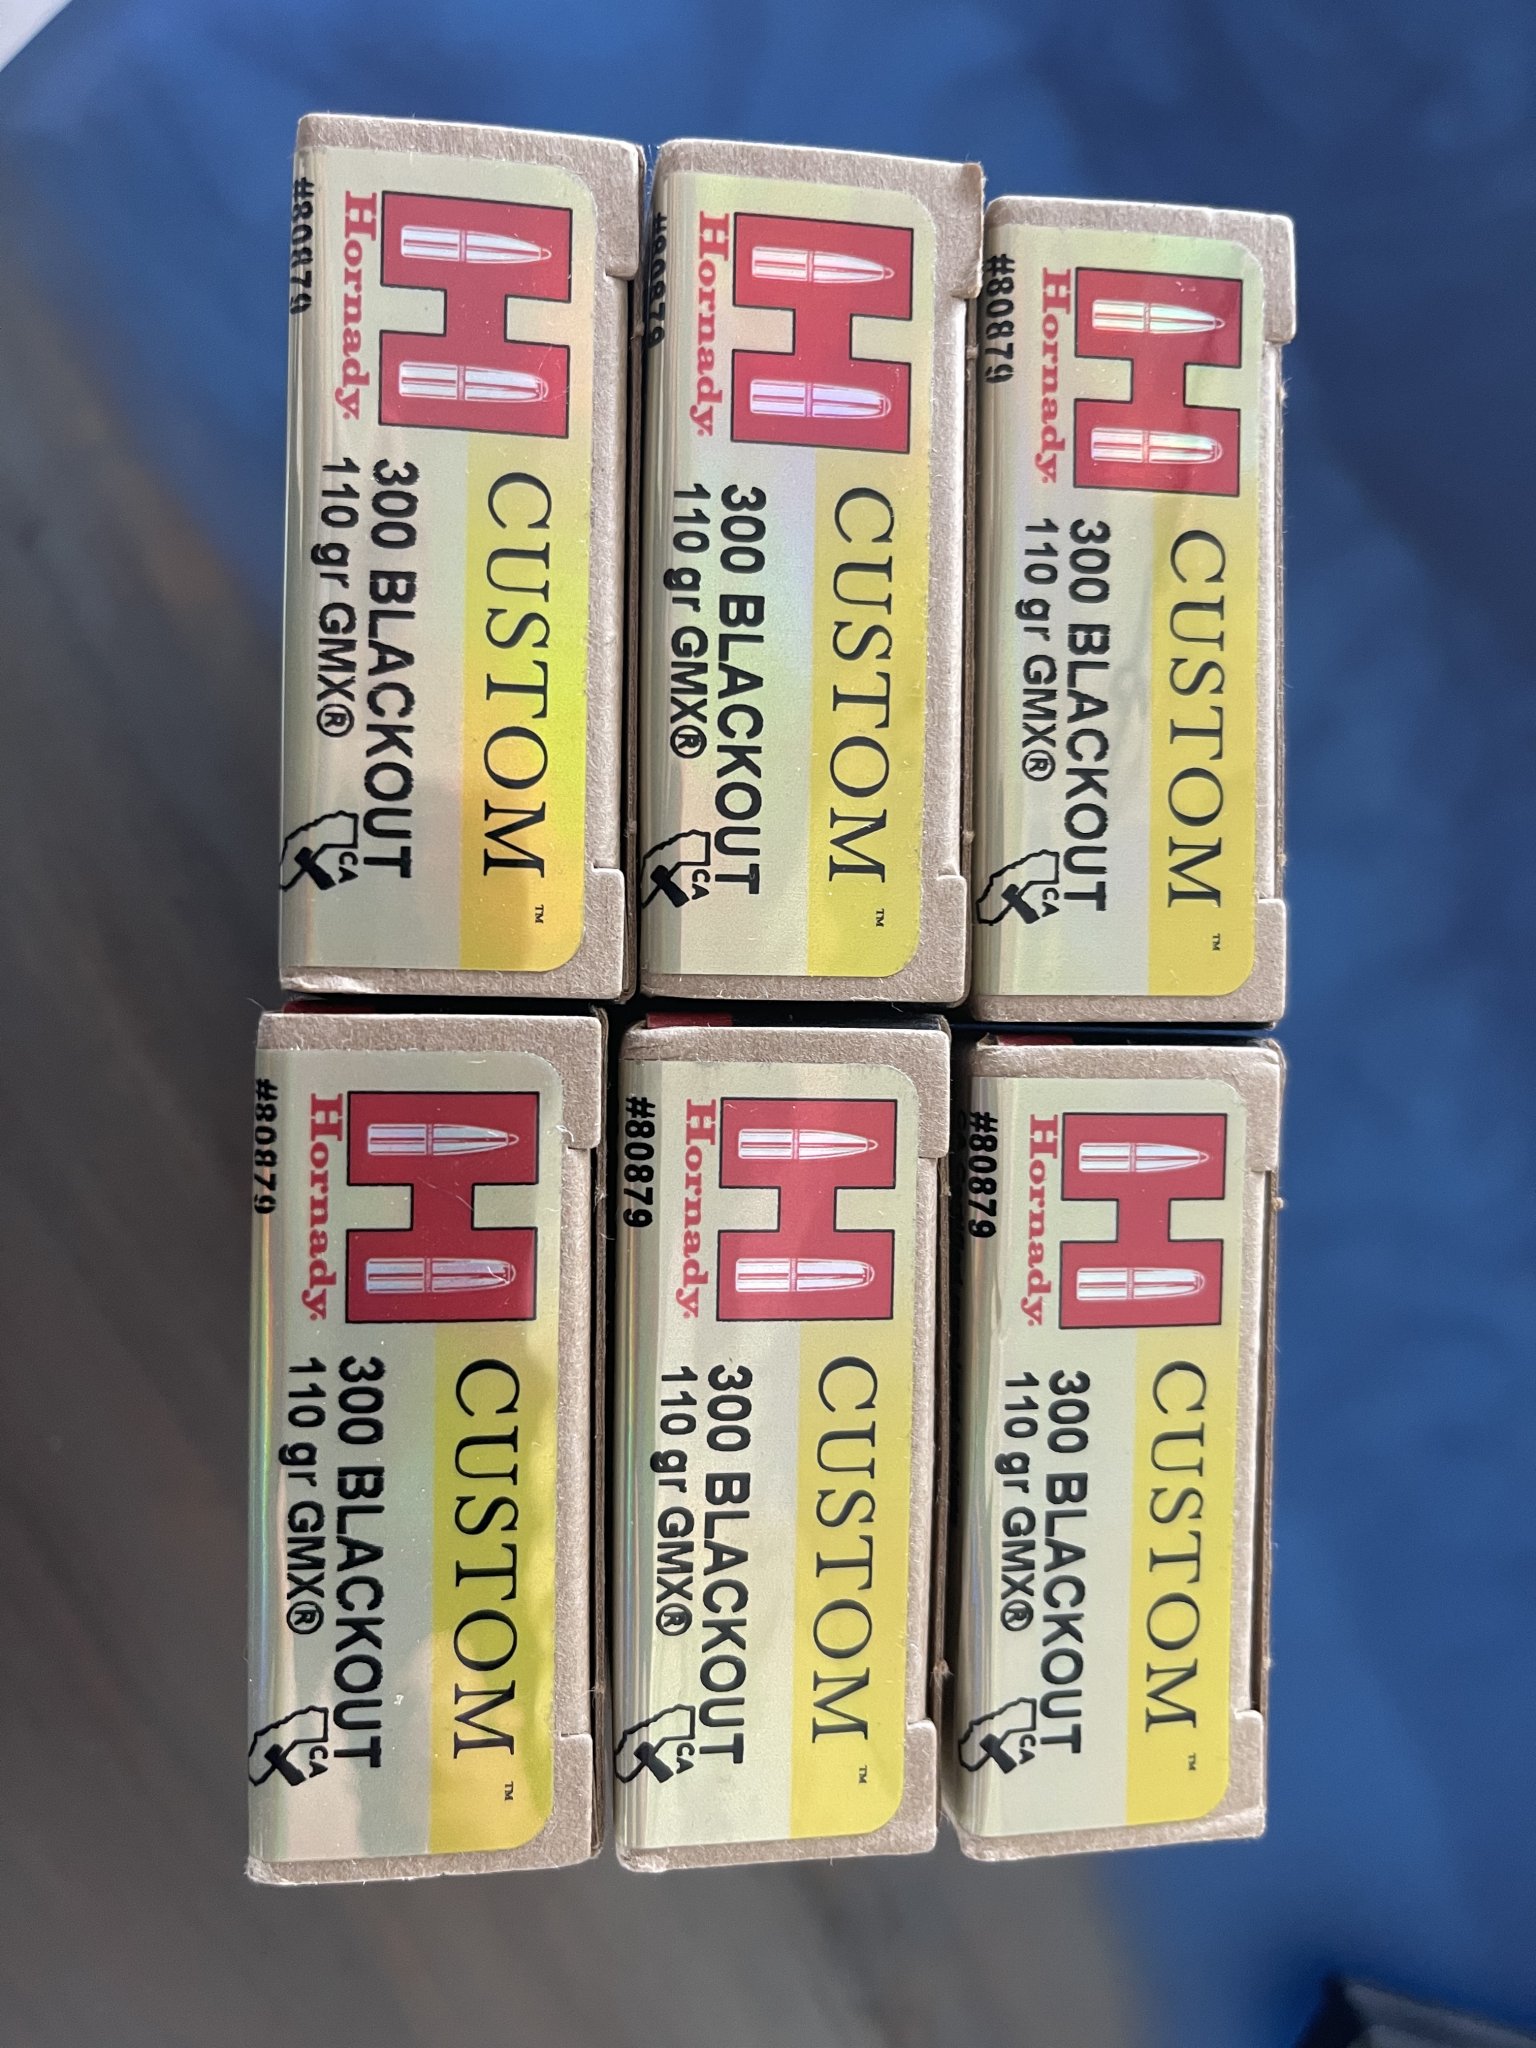 H
CUSTOM™
300 BLACKOUT
Hornady®
110 gr GMX®
CA
#80879
H
CUSTOM™
300 BLACKOUT
Hornady®
110 gr GMX®
CA
#80879
H
CUSTOM™
300 BLACKOUT
Hornady®
110 gr GMX®
CA
#80879
H
CUSTOM™
300 BLACKOUT
Hornady®
110 gr GMX®
CA
#80879
H
CUSTOM™
300 BLACKOUT
Hornady®
110 gr GMX®
CA
#80879
H
CUSTOM™
300 BLACKOUT
Hornady®
110 gr GMX®
CA
#80879